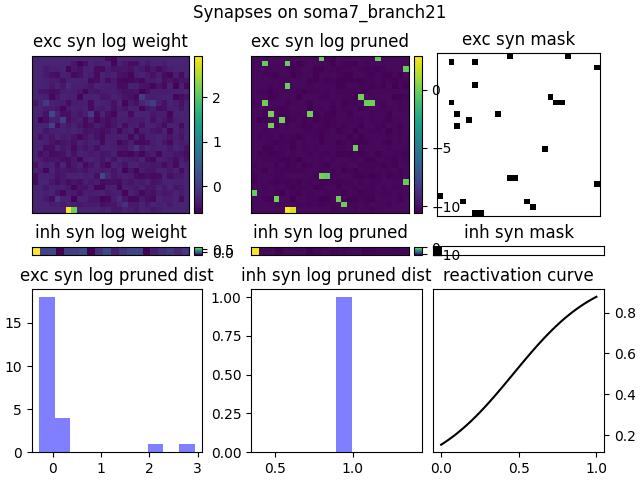 Synapses on soma7_branch21
exc syn log weight
exc syn log pruned
exc syn mask
2
1
0
0
−5
−10
inh syn log weight
inh syn log pruned
inh syn mask
0.5
0.0
0
10
exc syn log pruned dist
inh syn log pruned dist
reactivation curve
15
10
5
0
0 1 2 3
1.00
0.75
0.50
0.25
0.00
0.5 1.0
0.8
0.6
0.4
0.2
0.0 0.5 1.0